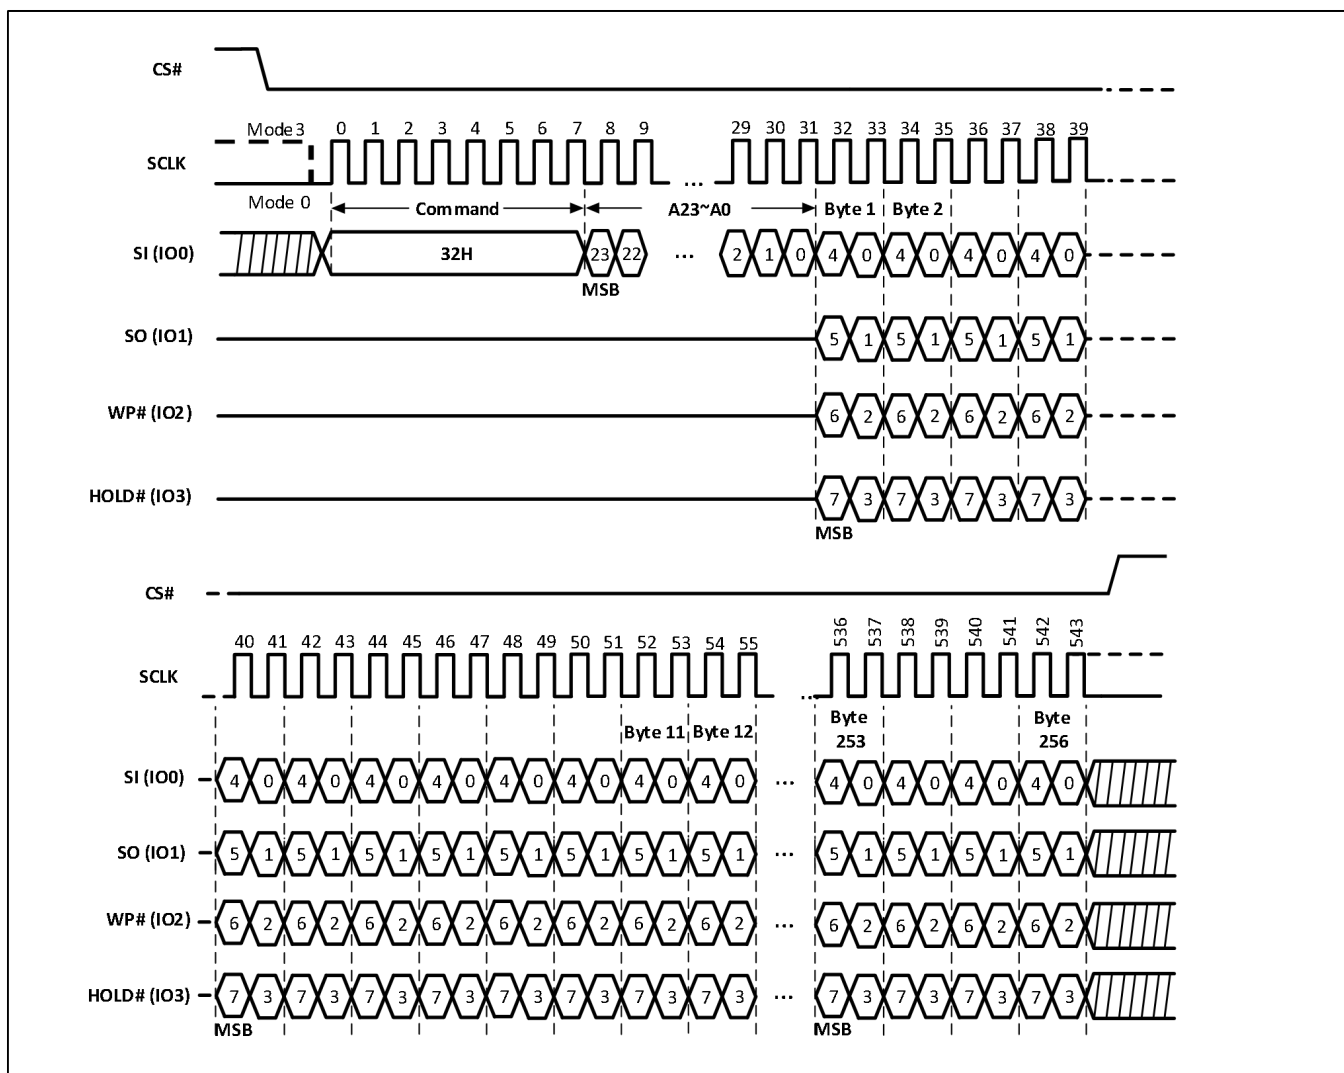 CS#
Mode 3 0 1 2 3 4 5 6 7 8 9 29 30 31 32 33 34 35 36 37 38 39
SCLK ...
Mode 0 Command A23~A0 Byte 1 Byte 2
SI (IO0) 32H 23 22 ... 2 1 0 4 0 4 0 4 0 4 0
MSB
SO (IO1) 5 1 5 1 5 1 5 1
WP# (IO2) 6 2 6 2 6 2 6 2
HOLD# (IO3) 7 3 7 3 7 3 7 3
MSB
CS#
40 41 42 43 44 45 46 47 48 49 50 51 52 53 54 55 536 537 538 539 540 541 542 543
SCLK ...
Byte 11 Byte 12 Byte 253 Byte 256
SI (IO0) 4 0 4 0 4 0 4 0 4 0 4 0 4 0 4 0 ... 4 0 4 0 4 0 4 0
SO (IO1) 5 1 5 1 5 1 5 1 5 1 5 1 5 1 5 1 ... 5 1 5 1 5 1 5 1
WP# (IO2) 6 2 6 2 6 2 6 2 6 2 6 2 6 2 6 2 ... 6 2 6 2 6 2 6 2
HOLD# (IO3) 7 3 7 3 7 3 7 3 7 3 7 3 7 3 7 3 ... 7 3 7 3 7 3 7 3
MSB MSB